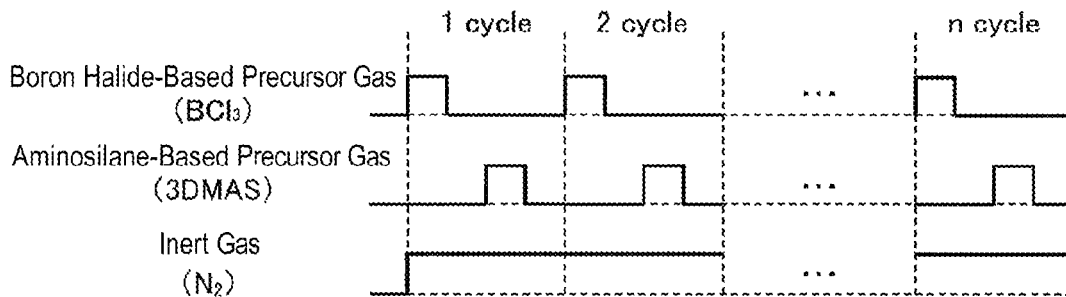 1 cycle 2 cycle n cycle
Boron Halide-Based Precursor Gas
(BCl₃)
...
Aminosilane-Based Precursor Gas
(3DMAS)
...
Inert Gas
(N₂)
...